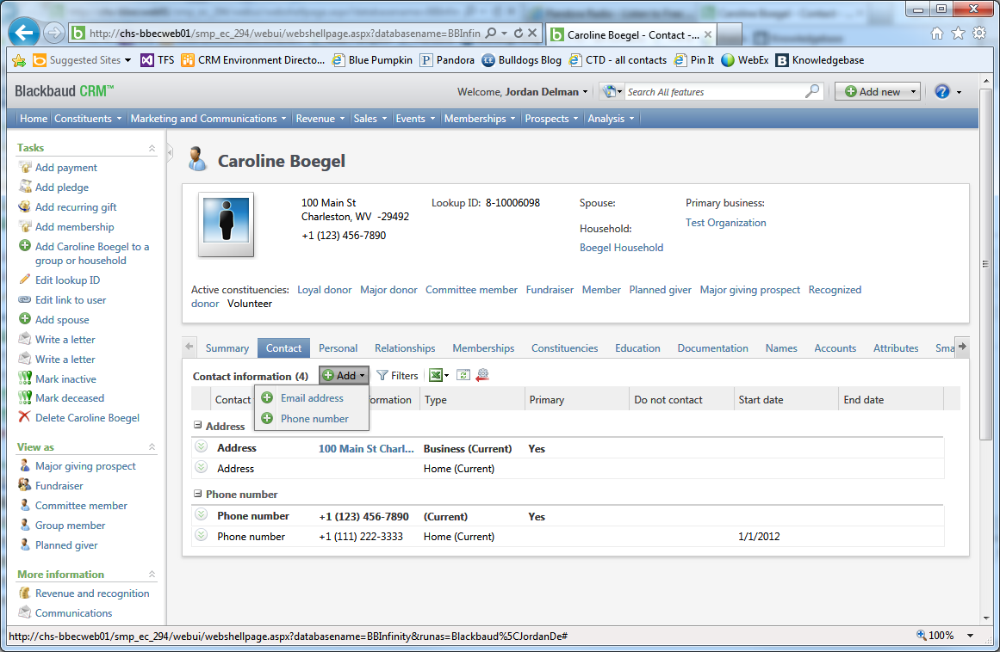 http://chs-bbecweb01/smp_ec_294/webui/webshellpage.aspx?databasename=BBInfin
Caroline Boegel - Contact -...
Suggested Sites
TFS
CRM Environment Directo...
Blue Pumpkin
Pandora
Bulldogs Blog
CTD - all contacts
Pin It
WebEx
Knowledgebase
Blackbaud CRM™
Welcome, Jordan Delman
Search All features
Add new
Home Constituents Marketing and Communications Revenue Sales Events Memberships Prospects Analysis
Tasks
Add payment
Add pledge
Add recurring gift
Add membership
Add Caroline Boegel to a
group or household
Edit lookup ID
Edit link to user
Add spouse
Write a letter
Write a letter
Mark inactive
Mark deceased
Delete Caroline Boegel
View as
Major giving prospect
Fundraiser
Committee member
Group member
Planned giver
More information
Revenue and recognition
Communications
Caroline Boegel
100 Main St
Charleston, WV -29492
+1 (123) 456-7890
Lookup ID: 8-10006098
Spouse:
Household:
Boegel Household
Primary business:
Test Organization
Active constituencies: Loyal donor Major donor Committee member Fundraiser Member Planned giver Major giving prospect Recognized
donor Volunteer
Summary Contact Personal Relationships Memberships Constituencies Education Documentation Names Accounts Attributes Sma
Contact information (4) Add Filters
Email address
Phone number
Contact formation Type Primary Do not contact Start date End date
Address
Address 100 Main St Charl... Business (Current) Yes
Address Home (Current)
Phone number
Phone number +1 (123) 456-7890 (Current) Yes
Phone number +1 (111) 222-3333 Home (Current) 1/1/2012
http://chs-bbecweb01/smp_ec_294/webui/webshellpage.aspx?databasename=BBInfinity&runas=Blackbaud%5CJordanDe#
100%